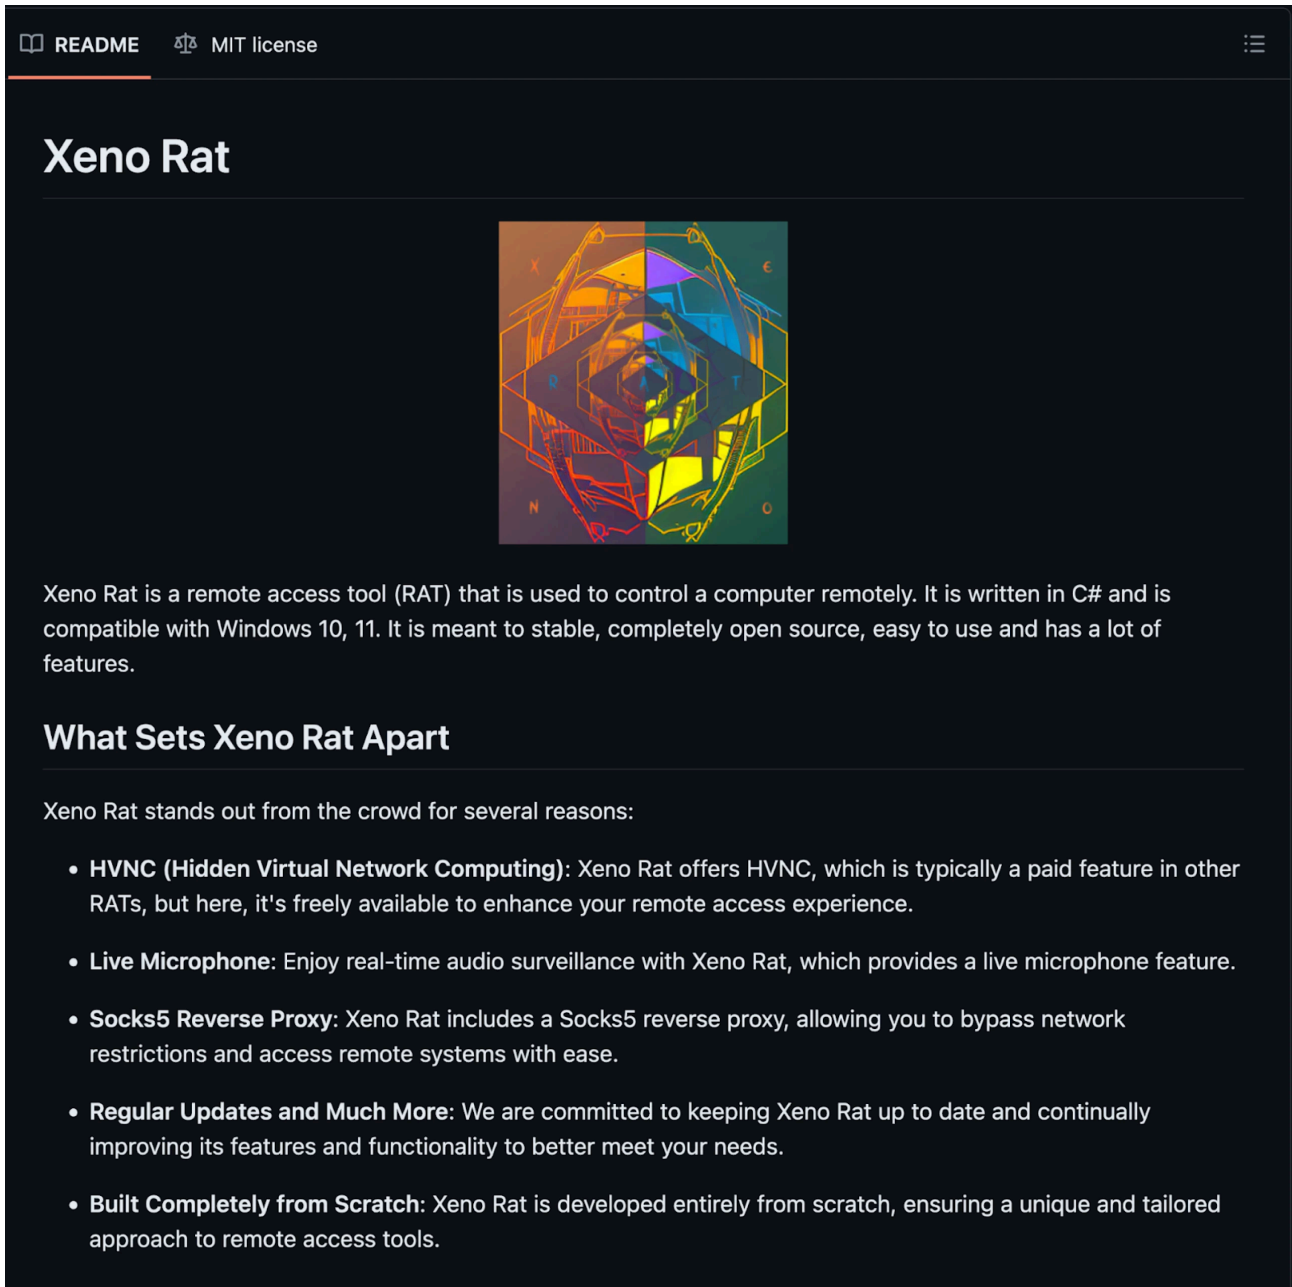 README
MIT license
Xeno Rat
X €
R A T
N O
Xeno Rat is a remote access tool (RAT) that is used to control a computer remotely. It is written in C# and is
compatible with Windows 10, 11. It is meant to stable, completely open source, easy to use and has a lot of
features.
What Sets Xeno Rat Apart
Xeno Rat stands out from the crowd for several reasons:
• HVNC (Hidden Virtual Network Computing): Xeno Rat offers HVNC, which is typically a paid feature in other
RATs, but here, it's freely available to enhance your remote access experience.
• Live Microphone: Enjoy real-time audio surveillance with Xeno Rat, which provides a live microphone feature.
• Socks5 Reverse Proxy: Xeno Rat includes a Socks5 reverse proxy, allowing you to bypass network
restrictions and access remote systems with ease.
• Regular Updates and Much More: We are committed to keeping Xeno Rat up to date and continually
improving its features and functionality to better meet your needs.
• Built Completely from Scratch: Xeno Rat is developed entirely from scratch, ensuring a unique and tailored
approach to remote access tools.